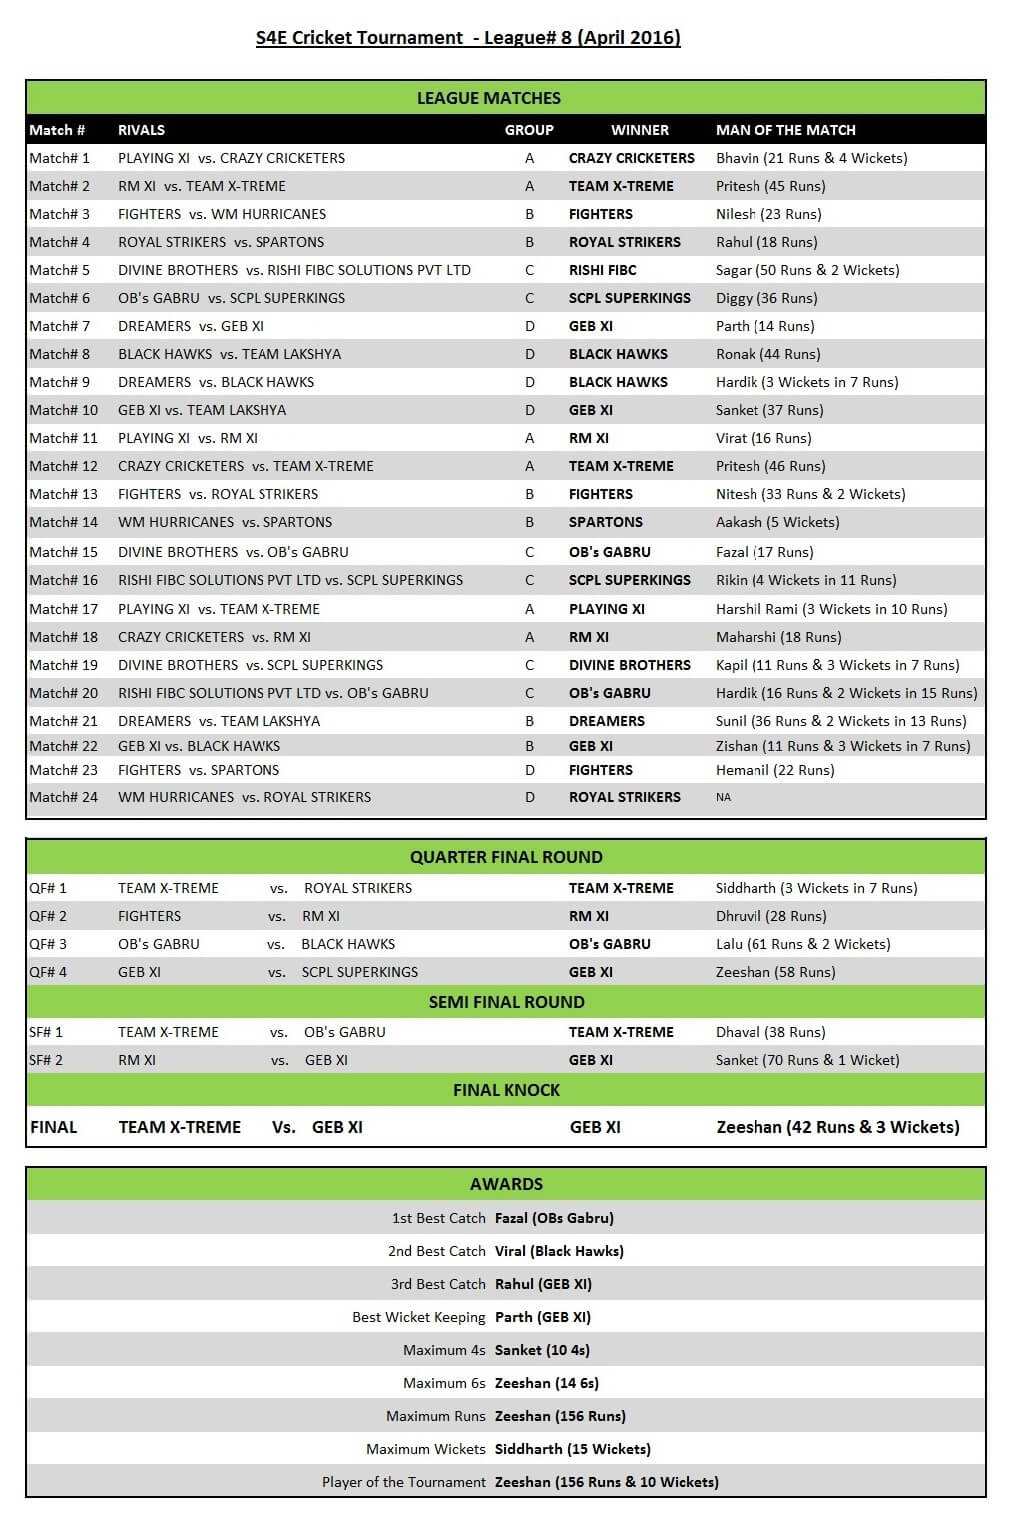 S4E Cricket Tournament - League# 8 (April 2016)
LEAGUE MATCHES
Match # RIVALS GROUP WINNER MAN OF THE MATCH
Match# 1 PLAYING XI vs. CRAZY CRICKETERS A CRAZY CRICKETERS Bhavin (21 Runs & 4 Wickets)
Match# 2 RM XI vs. TEAM X-TREME A TEAM X-TREME Pritesh (45 Runs)
Match# 3 FIGHTERS vs. WM HURRICANES B FIGHTERS Nilesh (23 Runs)
Match# 4 ROYAL STRIKERS vs. SPARTONS B ROYAL STRIKERS Rahul (18 Runs)
Match# 5 DIVINE BROTHERS vs. RISHI FIBC SOLUTIONS PVT LTD C RISHI FIBC Sagar (50 Runs & 2 Wickets)
Match# 6 OB's GABRU vs. SCPL SUPERKINGS C SCPL SUPERKINGS Diggy (36 Runs)
Match# 7 DREAMERS vs. GEB XI D GEB XI Parth (14 Runs)
Match# 8 BLACK HAWKS vs. TEAM LAKSHYA D BLACK HAWKS Ronak (44 Runs)
Match# 9 DREAMERS vs. BLACK HAWKS D BLACK HAWKS Hardik (3 Wickets in 7 Runs)
Match# 10 GEB XI vs. TEAM LAKSHYA D GEB XI Sanket (37 Runs)
Match# 11 PLAYING XI vs. RM XI A RM XI Virat (16 Runs)
Match# 12 CRAZY CRICKETERS vs. TEAM X-TREME A TEAM X-TREME Pritesh (46 Runs)
Match# 13 FIGHTERS vs. ROYAL STRIKERS B FIGHTERS Nitesh (33 Runs & 2 Wickets)
Match# 14 WM HURRICANES vs. SPARTONS B SPARTONS Aakash (5 Wickets)
Match# 15 DIVINE BROTHERS vs. OB's GABRU C OB's GABRU Fazal (17 Runs)
Match# 16 RISHI FIBC SOLUTIONS PVT LTD vs. SCPL SUPERKINGS C SCPL SUPERKINGS Rikin (4 Wickets in 11 Runs)
Match# 17 PLAYING XI vs. TEAM X-TREME A PLAYING XI Harshil Rami (3 Wickets in 10 Runs)
Match# 18 CRAZY CRICKETERS vs. RM XI A RM XI Maharshi (18 Runs)
Match# 19 DIVINE BROTHERS vs. SCPL SUPERKINGS C DIVINE BROTHERS Kapil (11 Runs & 3 Wickets in 7 Runs)
Match# 20 RISHI FIBC SOLUTIONS PVT LTD vs. OB's GABRU C OB's GABRU Hardik (16 Runs & 2 Wickets in 15 Runs)
Match# 21 DREAMERS vs. TEAM LAKSHYA B DREAMERS Sunil (36 Runs & 2 Wickets in 13 Runs)
Match# 22 GEB XI vs. BLACK HAWKS B GEB XI Zishan (11 Runs & 3 Wickets in 7 Runs)
Match# 23 FIGHTERS vs. SPARTONS D FIGHTERS Hemanil (22 Runs)
Match# 24 WM HURRICANES vs. ROYAL STRIKERS D ROYAL STRIKERS NA
QUARTER FINAL ROUND
QF# 1 TEAM X-TREME vs. ROYAL STRIKERS TEAM X-TREME Siddharth (3 Wickets in 7 Runs)
QF# 2 FIGHTERS vs. RM XI RM XI Dhruvil (28 Runs)
QF# 3 OB's GABRU vs. BLACK HAWKS OB's GABRU Lalu (61 Runs & 2 Wickets)
QF# 4 GEB XI vs. SCPL SUPERKINGS GEB XI Zeeshan (58 Runs)
SEMI FINAL ROUND
SF# 1 TEAM X-TREME vs. OB's GABRU TEAM X-TREME Dhaval (38 Runs)
SF# 2 RM XI vs. GEB XI GEB XI Sanket (70 Runs & 1 Wicket)
FINAL KNOCK
FINAL TEAM X-TREME Vs. GEB XI GEB XI Zeeshan (42 Runs & 3 Wickets)
AWARDS
1st Best Catch Fazal (OBs Gabru)
2nd Best Catch Viral (Black Hawks)
3rd Best Catch Rahul (GEB XI)
Best Wicket Keeping Parth (GEB XI)
Maximum 4s Sanket (10 4s)
Maximum 6s Zeeshan (14 6s)
Maximum Runs Zeeshan (156 Runs)
Maximum Wickets Siddharth (15 Wickets)
Player of the Tournament Zeeshan (156 Runs & 10 Wickets)